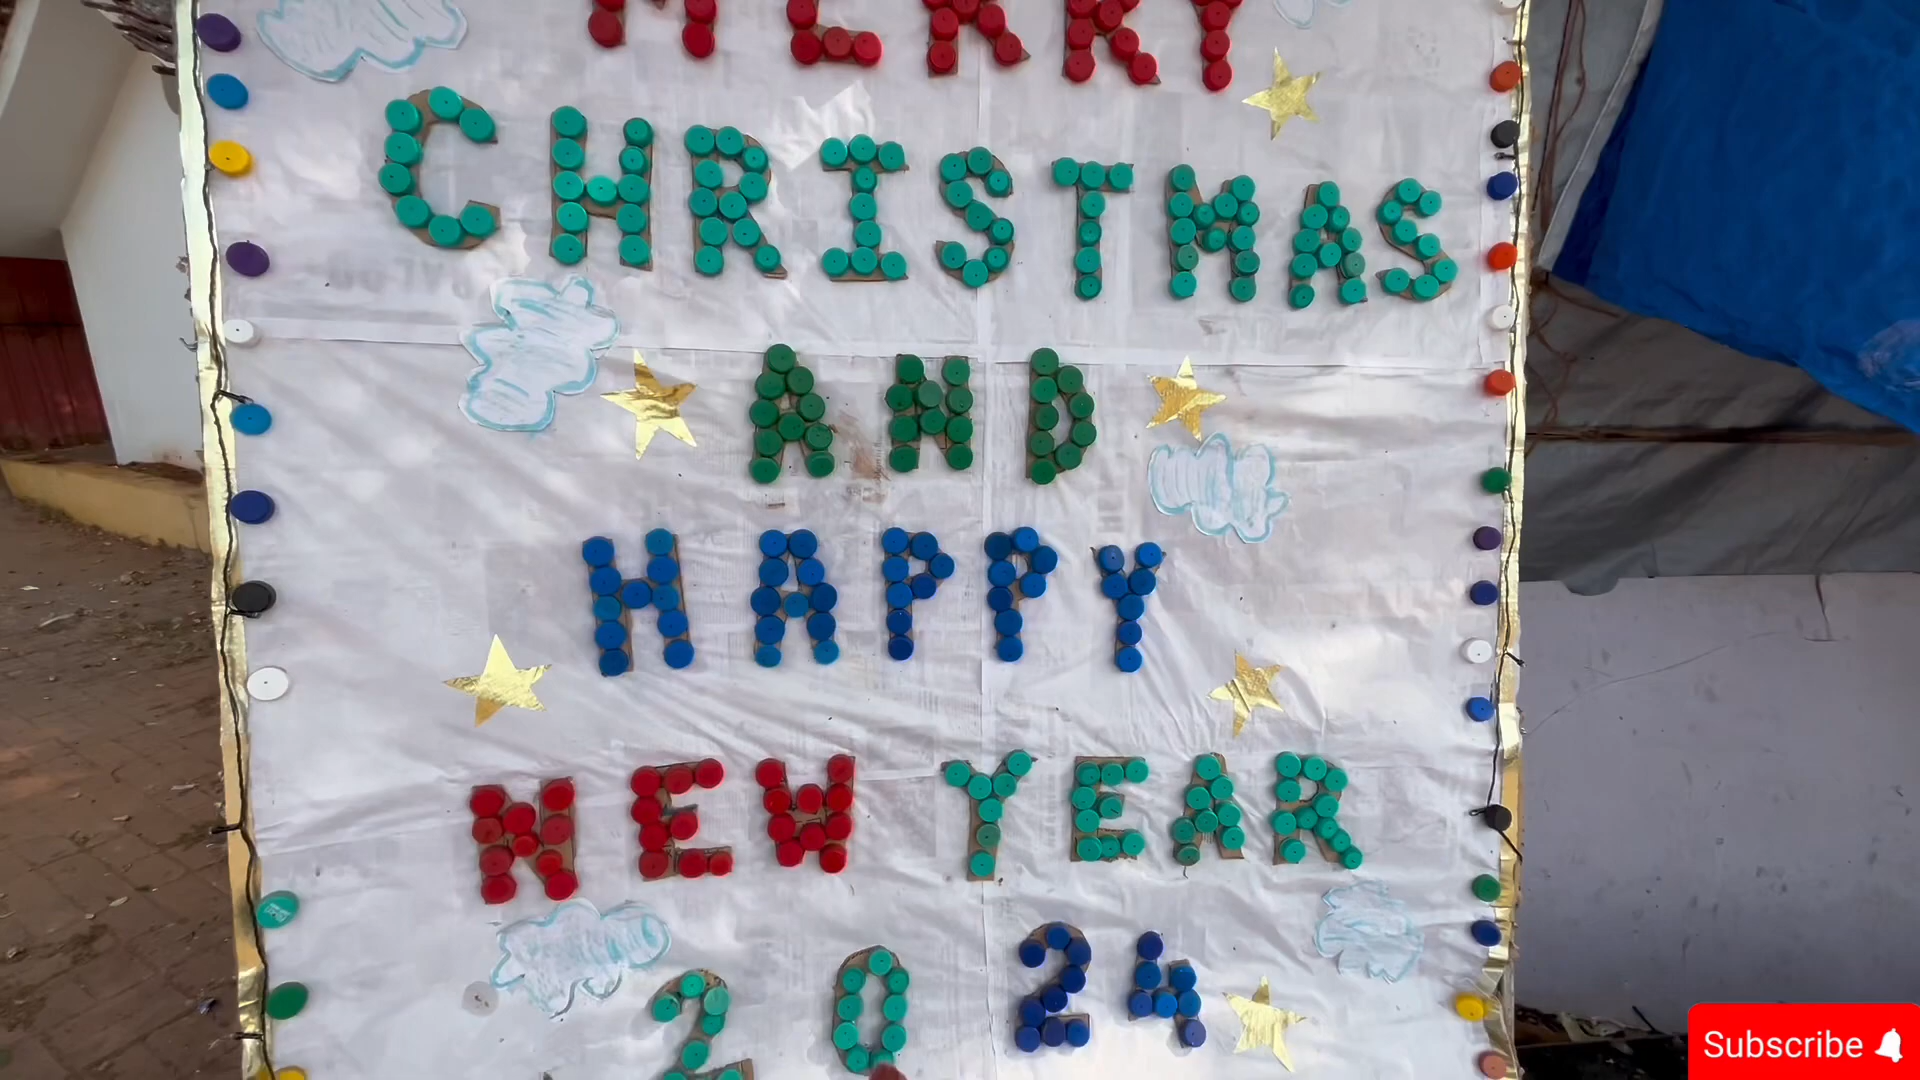 MERRY
CHRISTMAS
AND
HAPPY
NEW YEAR
2024
Subscribe